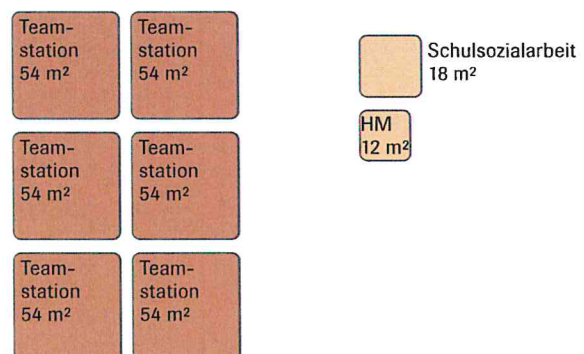 Team-
station
54 m²
Team-
station
54 m²
Schulsozialarbeit
18 m²
HM
12 m²
Team-
station
54 m²
Team-
station
54 m²
Team-
station
54 m²
Team-
station
54 m²